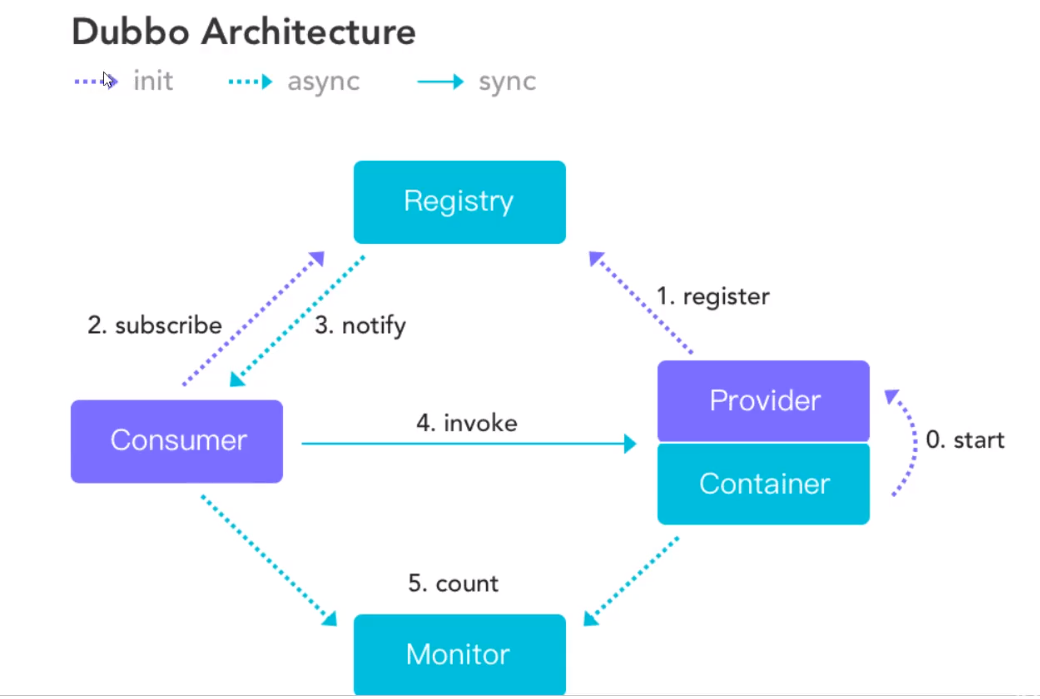 Dubbo Architecture
init async sync
Registry
1. register
2. subscribe 3. notify
Provider
4. invoke
Consumer
0. start
Container
5. count
Monitor